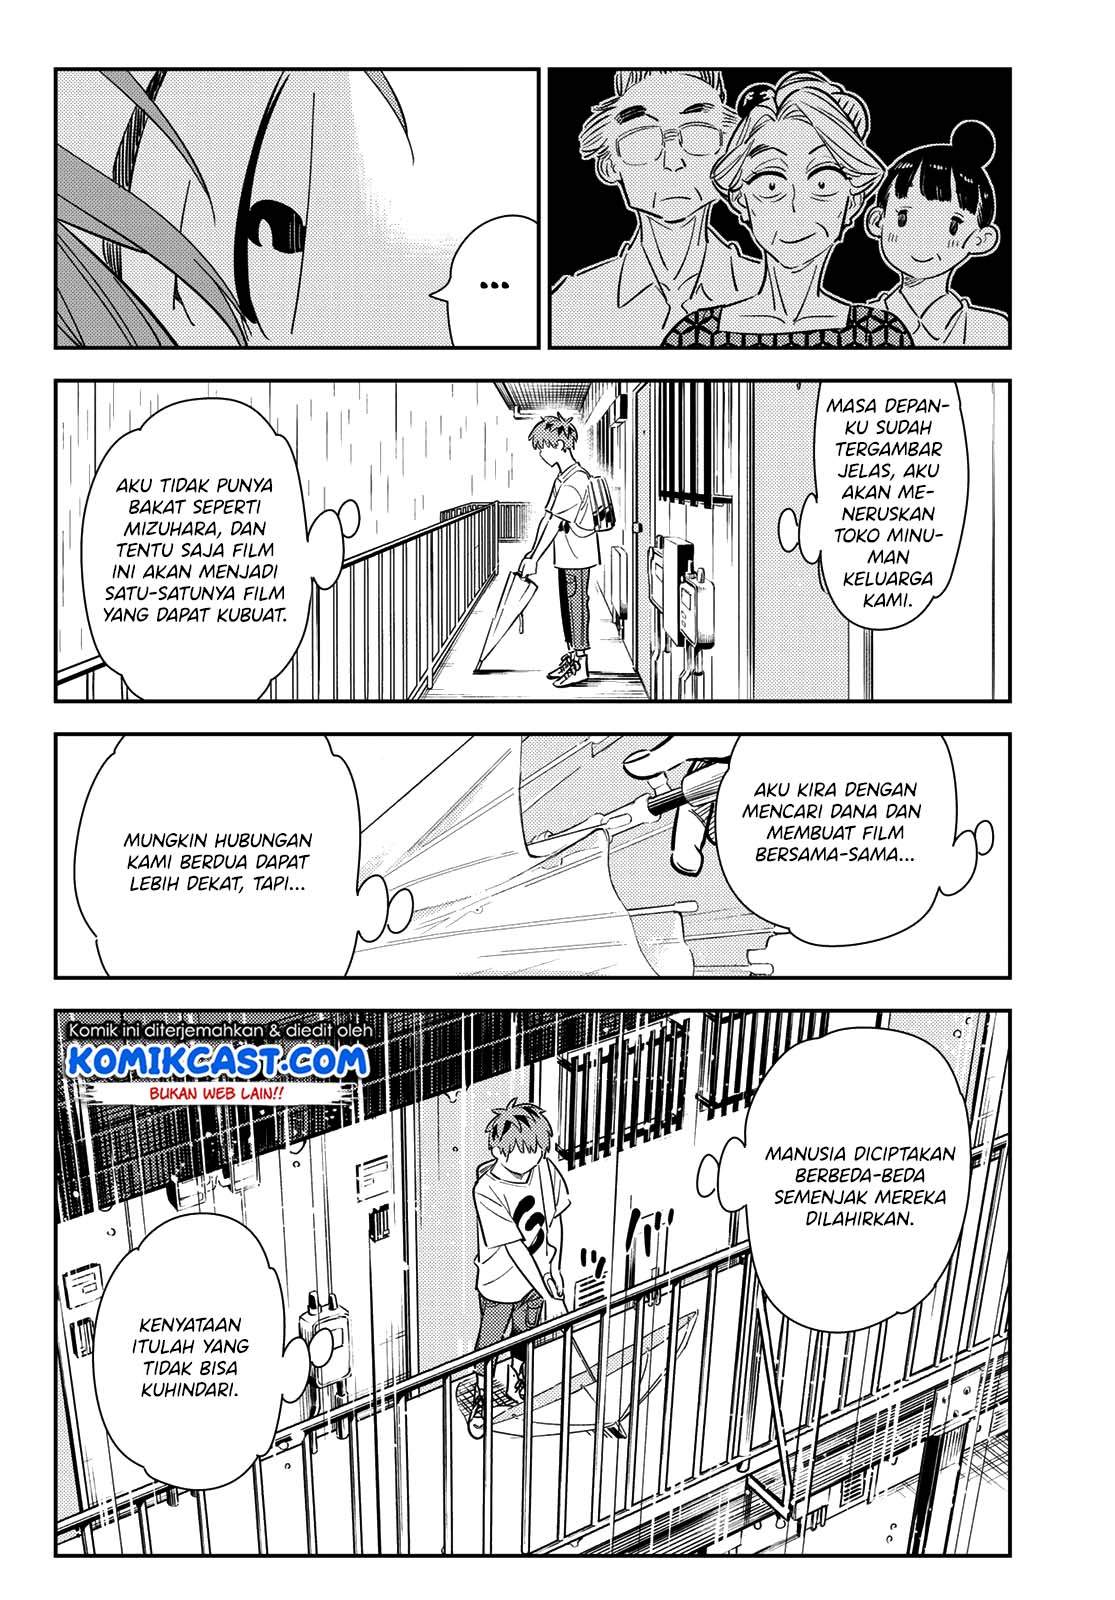 ...
MASA DEPAN-
KU SUDAH
TERGAMBAR
JELAS, AKU
AKAN ME-
NERUSKAN
TOKO MINU-
MAN
KELUARGA
KAMI.
AKU TIDAK PUNYA
BAKAT SEPERTI
MIZUHARA, DAN
TENTU SAJA FILM
INI AKAN MENJADI
SATU-SATUNYA FILM
YANG DAPAT KUBUAT.
AKU KIRA DENGAN
MENCARI DANA DAN
MEMBUAT FILM
BERSAMA-SAMA...
MUNGKIN HUBUNGAN
KAMI BERDUA DAPAT
LEBIH DEKAT, TAPI...
Komik ini diterjemahkan & diedit oleh
KOMIKCAST.COM
BUKAN WEB LAIN!!
MANUSIA DICIPTAKAN
BERBEDA-BEDA
SEMENJAK MEREKA
DILAHIRKAN.
KENYATAAN
ITULAH YANG
TIDAK BISA
KUHINDARI.